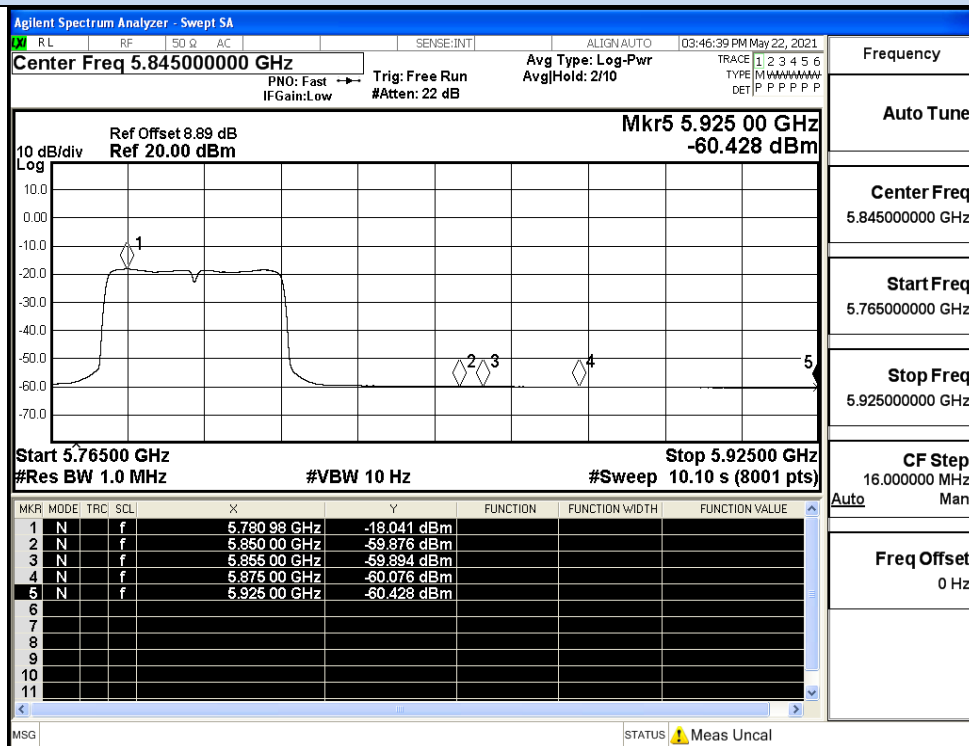 Agilent Spectrum Analyzer - Swept SA
LXI RL RF 50 Ω AC SENSE:INT ALIGN AUTO 03:46:39 PM May 22, 2021
Center Freq 5.845000000 GHz
PNO: Fast
IFGain:Low
Trig: Free Run
#Atten: 22 dB
Avg Type: Log-Pwr
Avg|Hold: 2/10
TRACE 1 2 3 4 5 6
TYPE MWWWWW
DET P P P P P P
Mkr5 5.925 00 GHz
-60.428 dBm
Ref Offset 8.89 dB
Ref 20.00 dBm
10 dB/div
Log
10.0
0.00
-10.0
-20.0
-30.0
-40.0
-50.0
-60.0
-70.0
1
2 3
4
5
Start 5.76500 GHz Stop 5.92500 GHz
#Res BW 1.0 MHz #VBW 10 Hz #Sweep 10.10 s (8001 pts)
MKR MODE TRC SCL X Y FUNCTION FUNCTION WIDTH FUNCTION VALUE
1 N f 5.780 98 GHz -18.041 dBm
2 N f 5.850 00 GHz -59.876 dBm
3 N f 5.855 00 GHz -59.894 dBm
4 N f 5.875 00 GHz -60.076 dBm
5 N f 5.925 00 GHz -60.428 dBm
6
7
8
9
10
11
MSG STATUS Meas Uncal
Frequency
Auto Tune
Center Freq
5.845000000 GHz
Start Freq
5.765000000 GHz
Stop Freq
5.925000000 GHz
CF Step
16.000000 MHz
Auto Man
Freq Offset
0 Hz